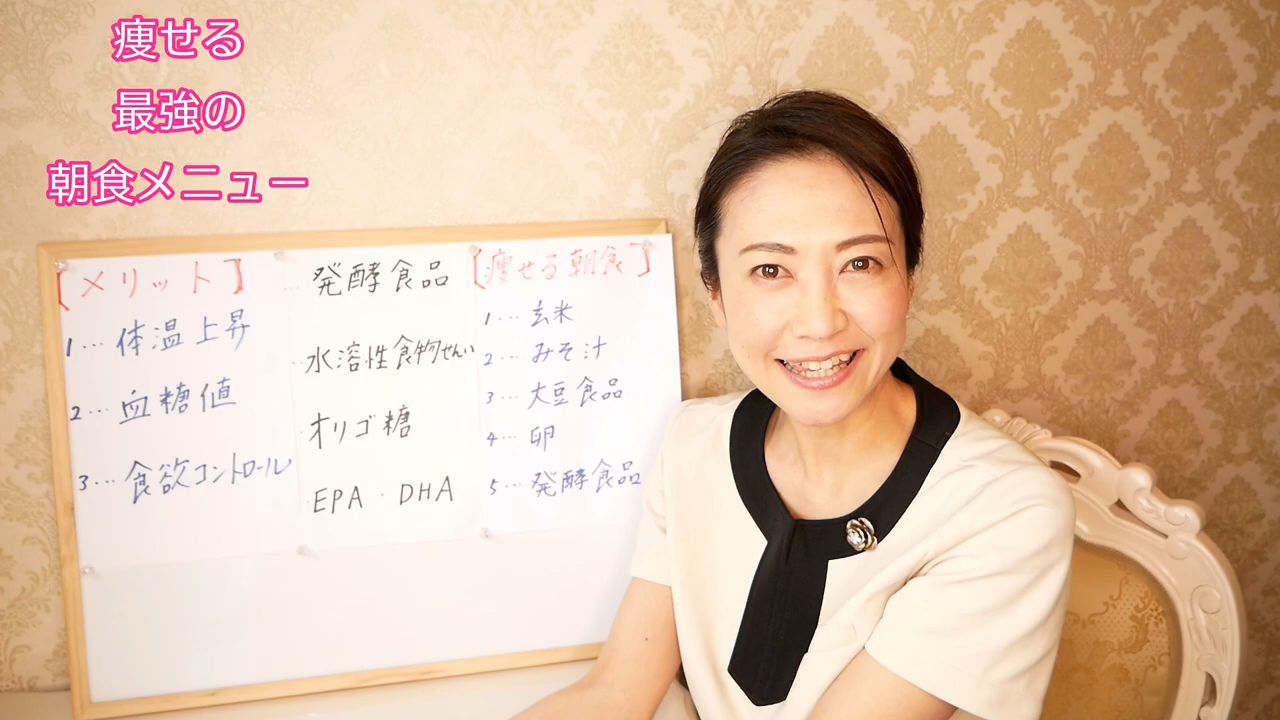 痩せる
最強の
朝食メニュー
【メリット】
1… 体温上昇
2… 血糖値
3… 食欲コントロール
発酵食品
水溶性食物せんい
オリゴ糖
EPA・DHA
【痩せる朝食】
1… 玄米
2… みそ汁
3… 大豆食品
4… 卵
5… 発酵食品